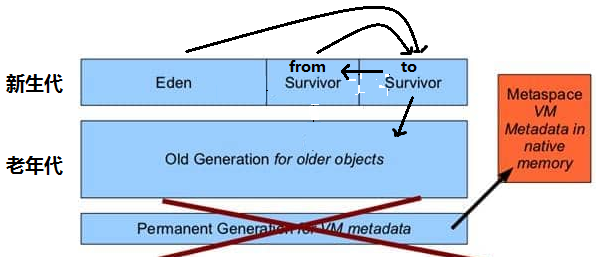 from
to
新生代
Eden
Survivor
Survivor
Metaspace
VM
Metadata in
native
memory
老年代
Old Generation for older objects
Permanent Generation for VM metadata